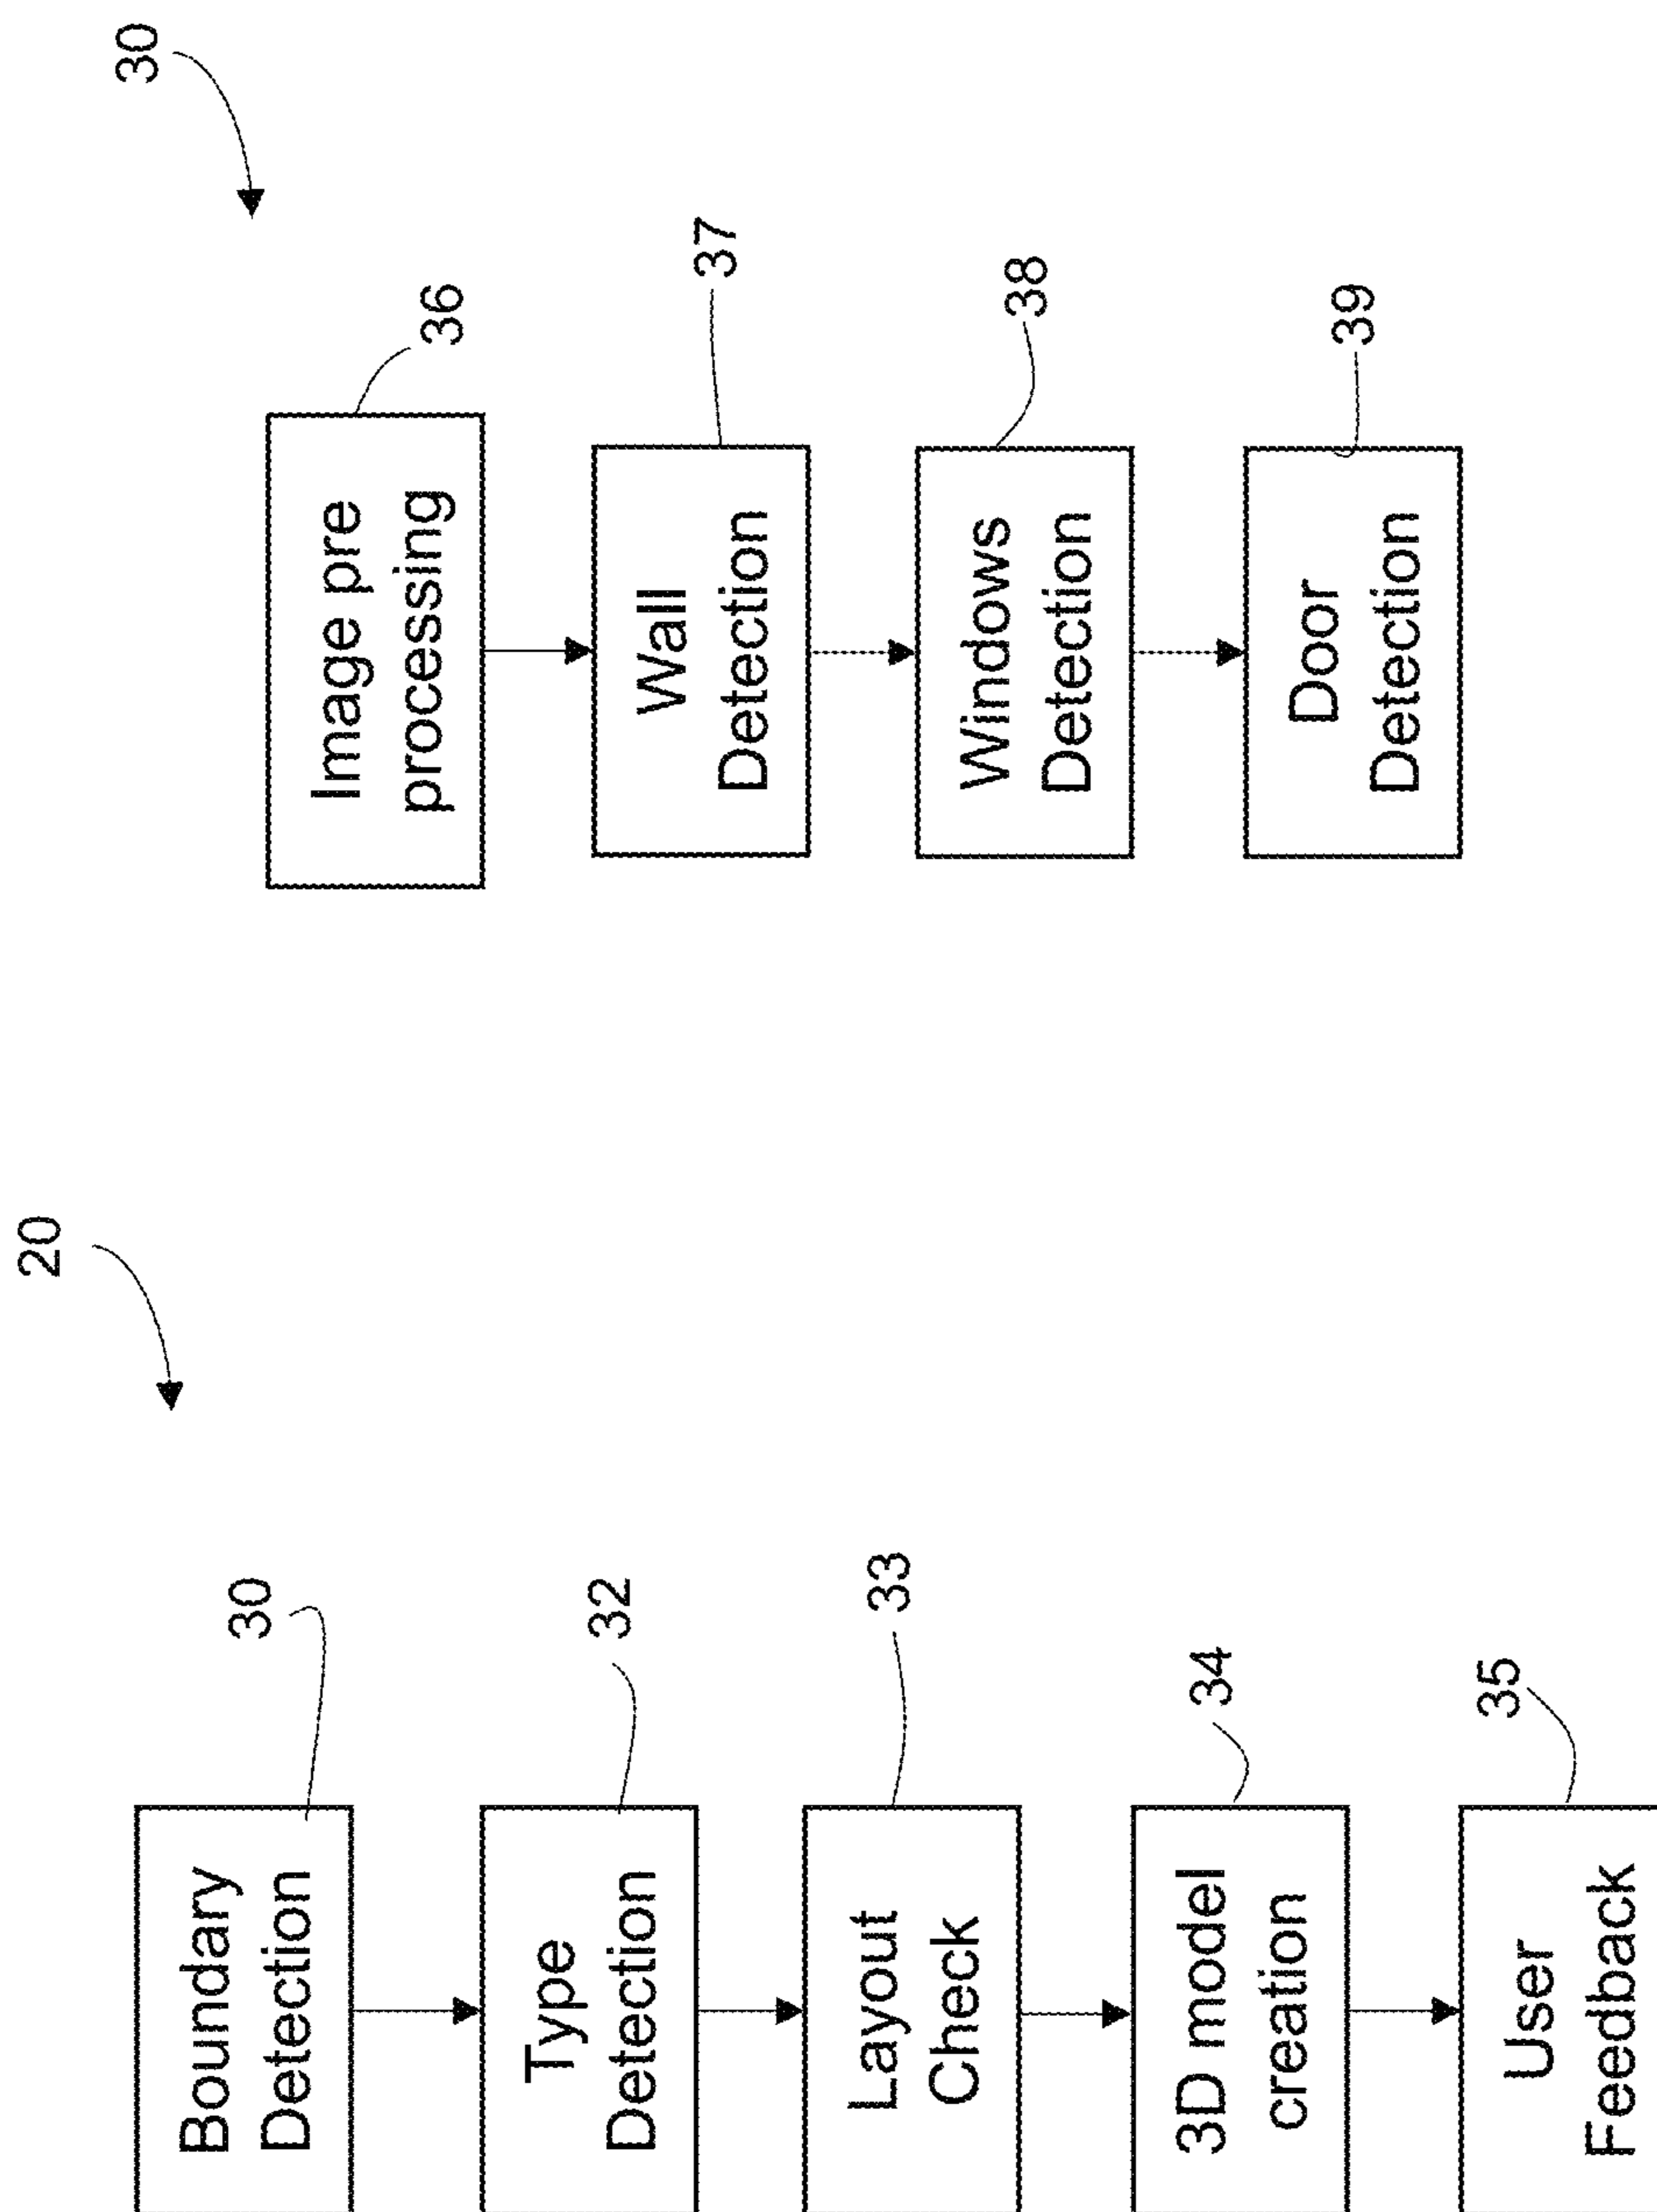 20
Boundary
Detection
30
Type
Detection
32
Layout
Check
33
3D model
creation
34
User
Feedback
35
30
Image pre
processing
36
Wall
Detection
37
Windows
Detection
38
Door
Detection
39